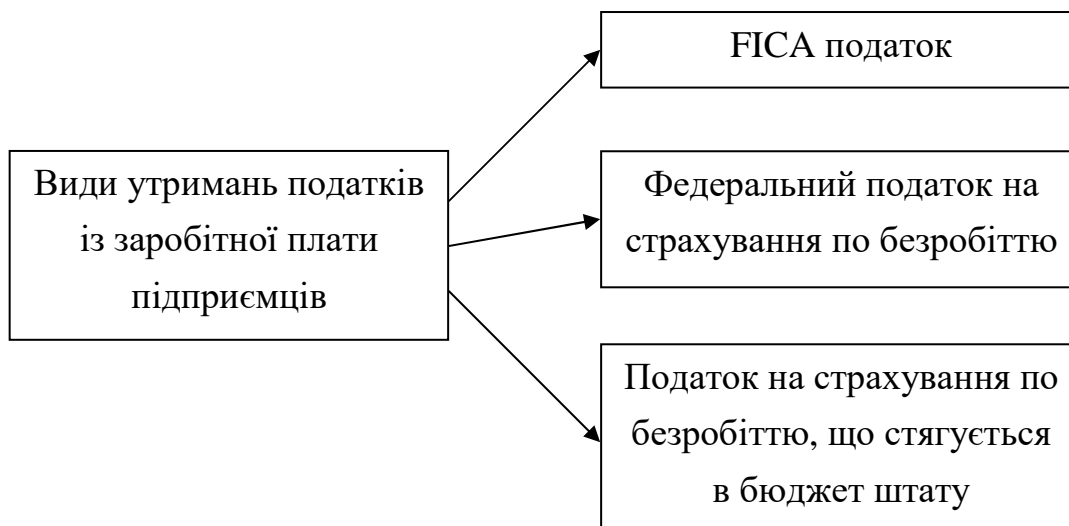 Види утримань податків
із заробітної плати
підприємців
FICA податок
Федеральний податок на
страхування по безробіттю
Податок на страхування по
безробіттю, що стягується
в бюджет штату